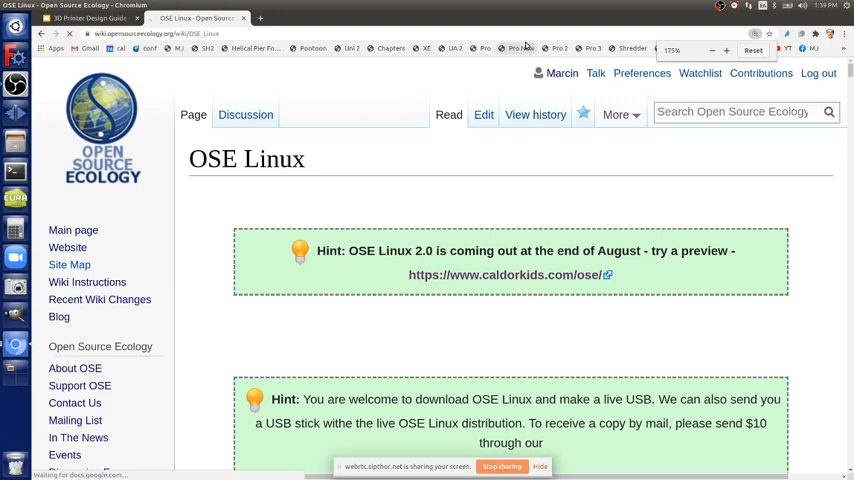 OSE Linux - Open Source Ecology - Chromium
En
1:39 PM
3D Printer Design Guide
OSE Linux - Open Source
wiki.opensourceecology.org/wiki/OSE_Linux
Apps
M
cal
conf
MJ
SH2
Helical Pier Fo...
Pontoon
Uni 2
Chapters
XE
UA 2
Pro
Pro 2
Pro 3
Shredder
YT
MJ
175%
Reset
Marcin
Talk
Preferences
Watchlist
Contributions
Log out
Page
Discussion
Read
Edit
View history
More
Search Open Source Ecology
OPEN
SOURCE
ECOLOGY
OSE Linux
Hint: OSE Linux 2.0 is coming out at the end of August - try a preview -
https://www.caldorkids.com/ose/
Main page
Website
Site Map
Wiki Instructions
Recent Wiki Changes
Blog
Open Source Ecology
About OSE
Support OSE
Contact Us
Mailing List
In The News
Events
Hint: You are welcome to download OSE Linux and make a live USB. We can also send you
a USB stick withe the live OSE Linux distribution. To receive a copy by mail, please send $10
through our
webrtc.sipthor.net is sharing your screen.
Stop sharing
Hide
Waiting for docs.google.com...